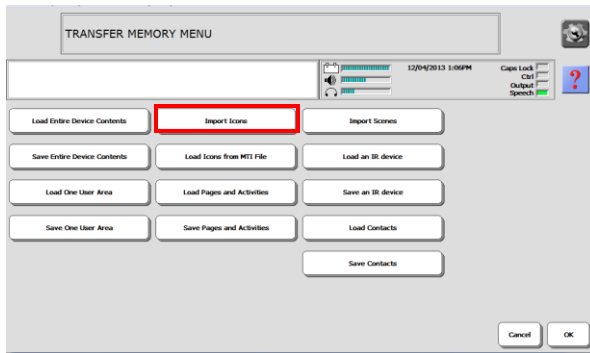 TRANSFER MEMORY MENU
12/04/2013 1:06PM
Caps Lock
Ctrl
Output
Speech
?
Load Entire Device Contents
Import Icons
Import Scenes
Save Entire Device Contents
Load Icons from MTI File
Load an IR device
Load One User Area
Load Pages and Activities
Save an IR device
Save One User Area
Save Pages and Activities
Load Contacts
Save Contacts
Cancel
OK